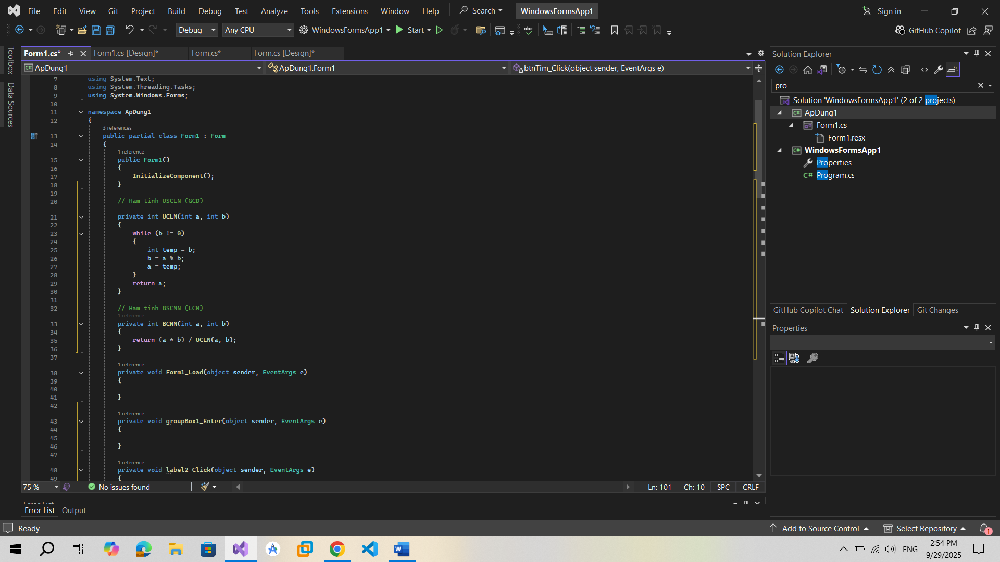 File Edit View Git Project Build Debug Test Analyze Tools Extensions Window Help Search WindowsFormsApp1 Sign in
Debug Any CPU WindowsFormsApp1 Start GitHub Copilot
Toolbox
Data Sources
Form1.cs* Form1.cs [Design]* Form.cs* Form.cs [Design]*
ApDung1 ApDung1.Form1 btnTim_Click(object sender, EventArgs e)
7 using System.Text;
8 using System.Threading.Tasks;
9 using System.Windows.Forms;
10
11 namespace ApDung1
12 {
3 references
13 public partial class Form1 : Form
14 {
1 reference
15 public Form1()
16 {
17 InitializeComponent();
18 }
19
20 // Ham tinh USCLN (GCD)
21 private int UCLN(int a, int b)
22 {
23 while (b != 0)
24 {
25 int temp = b;
26 b = a % b;
27 a = temp;
28 }
29 return a;
30 }
31
32 // Ham tinh BSCNN (LCM)
1 reference
33 private int BCNN(int a, int b)
34 {
35 return (a * b) / UCLN(a, b);
36 }
37
1 reference
38 private void Form1_Load(object sender, EventArgs e)
39 {
40
41 }
42
1 reference
43 private void groupBox1_Enter(object sender, EventArgs e)
44 {
45
46 }
47
1 reference
48 private void label2_Click(object sender, EventArgs e)
49 {
75 % No issues found Ln: 101 Ch: 10 SPC CRLF
Error List
Error List Output
Solution Explorer
pro
Solution 'WindowsFormsApp1' (2 of 2 projects)
ApDung1
Form1.cs
Form1.resx
WindowsFormsApp1
Properties
Program.cs
GitHub Copilot Chat Solution Explorer Git Changes
Properties
Ready Add to Source Control Select Repository 1
ENG 2:54 PM
9/29/2025